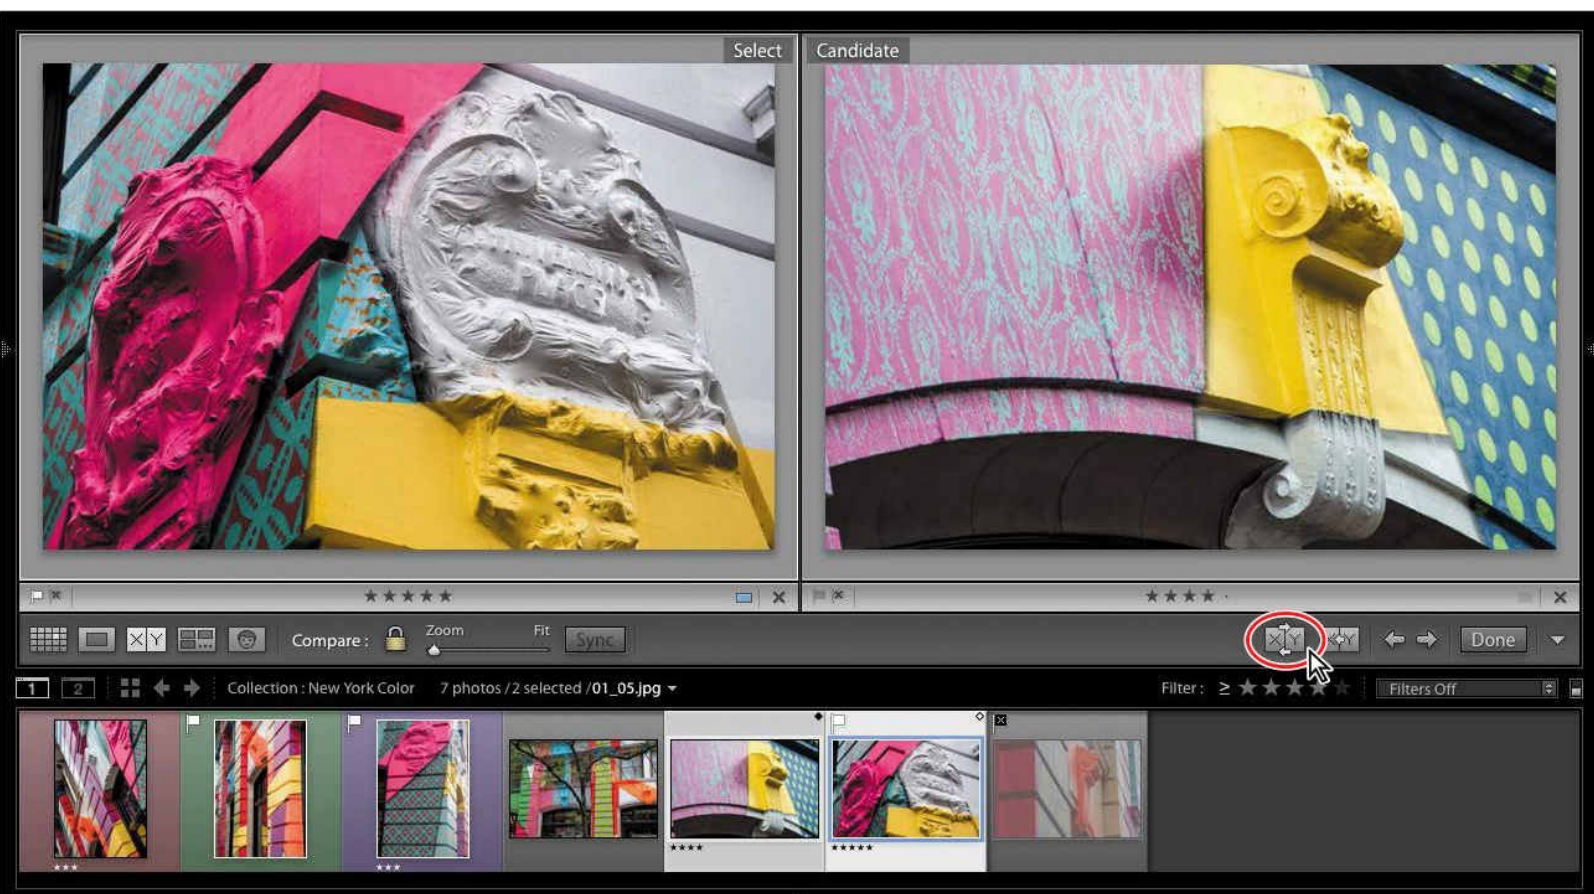 Select
Candidate
PLACE
X Y
Compare :
Zoom
Fit
Sync
X Y
Done
1
2
Collection : New York Color
7 photos / 2 selected / 01_05.jpg
Filter :
≥
Filters Off